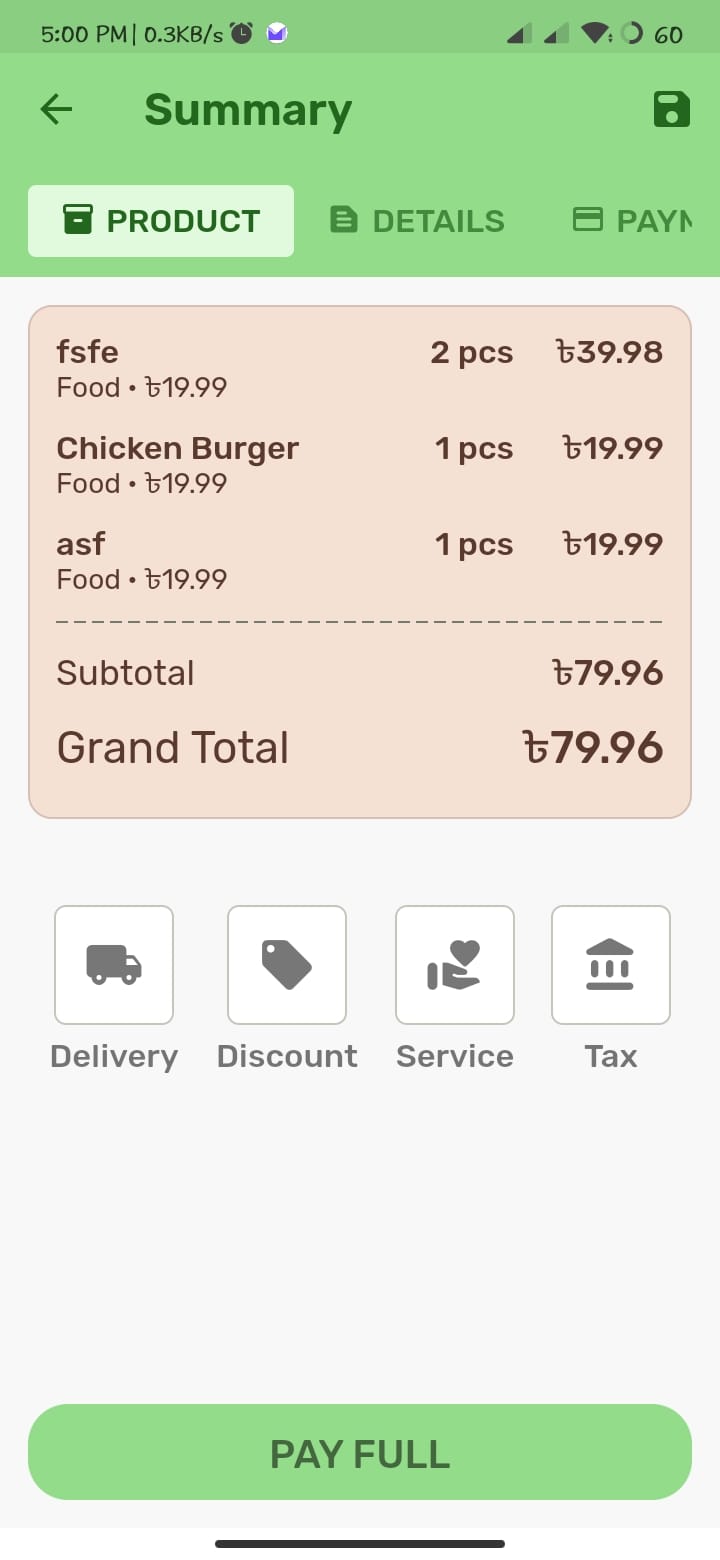 5:00 PM | 0.3KB/s 60
Summary
PRODUCT DETAILS PAYM
fsfe 2 pcs ৳39.98
Food • ৳19.99
Chicken Burger 1 pcs ৳19.99
Food • ৳19.99
asf 1 pcs ৳19.99
Food • ৳19.99
Subtotal ৳79.96
Grand Total ৳79.96
Delivery Discount Service Tax
PAY FULL